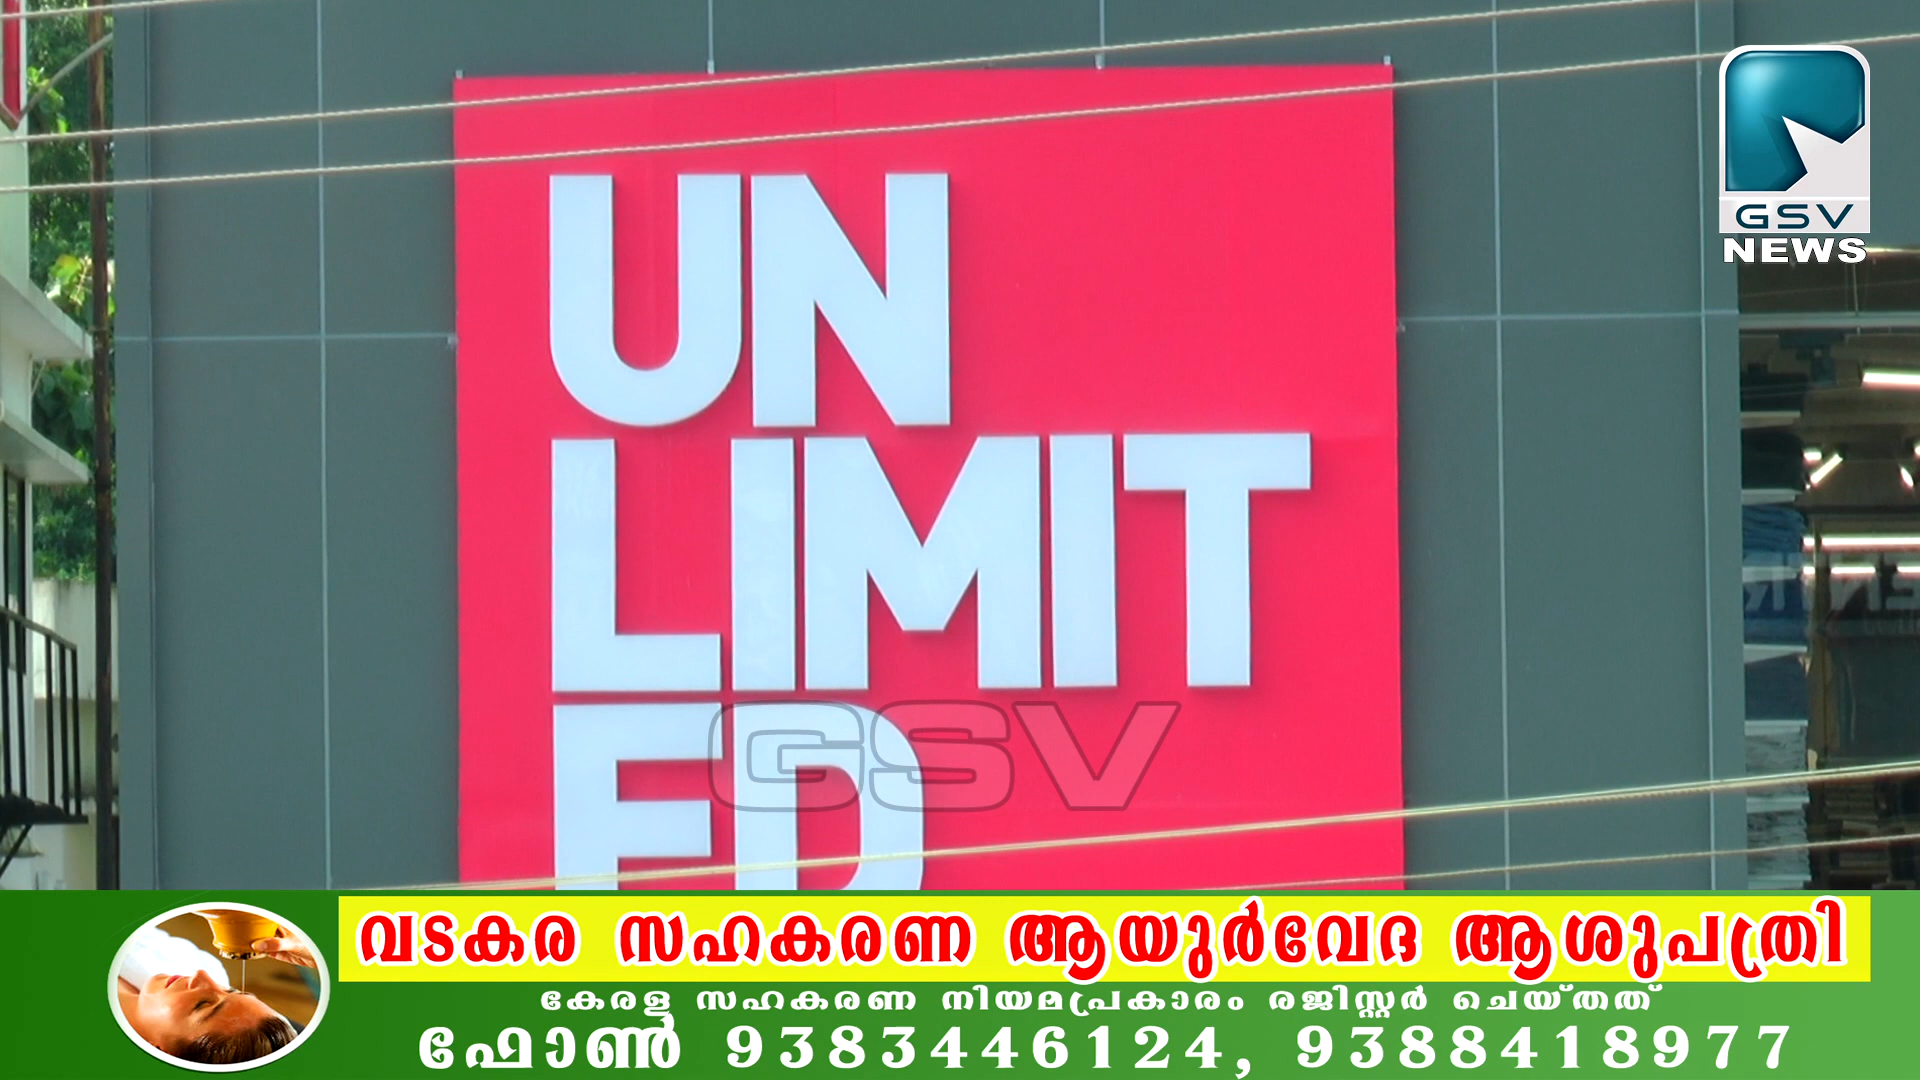 GSV
NEWS
UN
LIMIT
ED
GSV
വടകര സഹകരണ ആയുർവേദ ആശുപത്രി
കേരള സഹകരണ നിയമപ്രകാരം രജിസ്റ്റർ ചെയ്തത്
ഫോൺ 9383446124, 9388418977